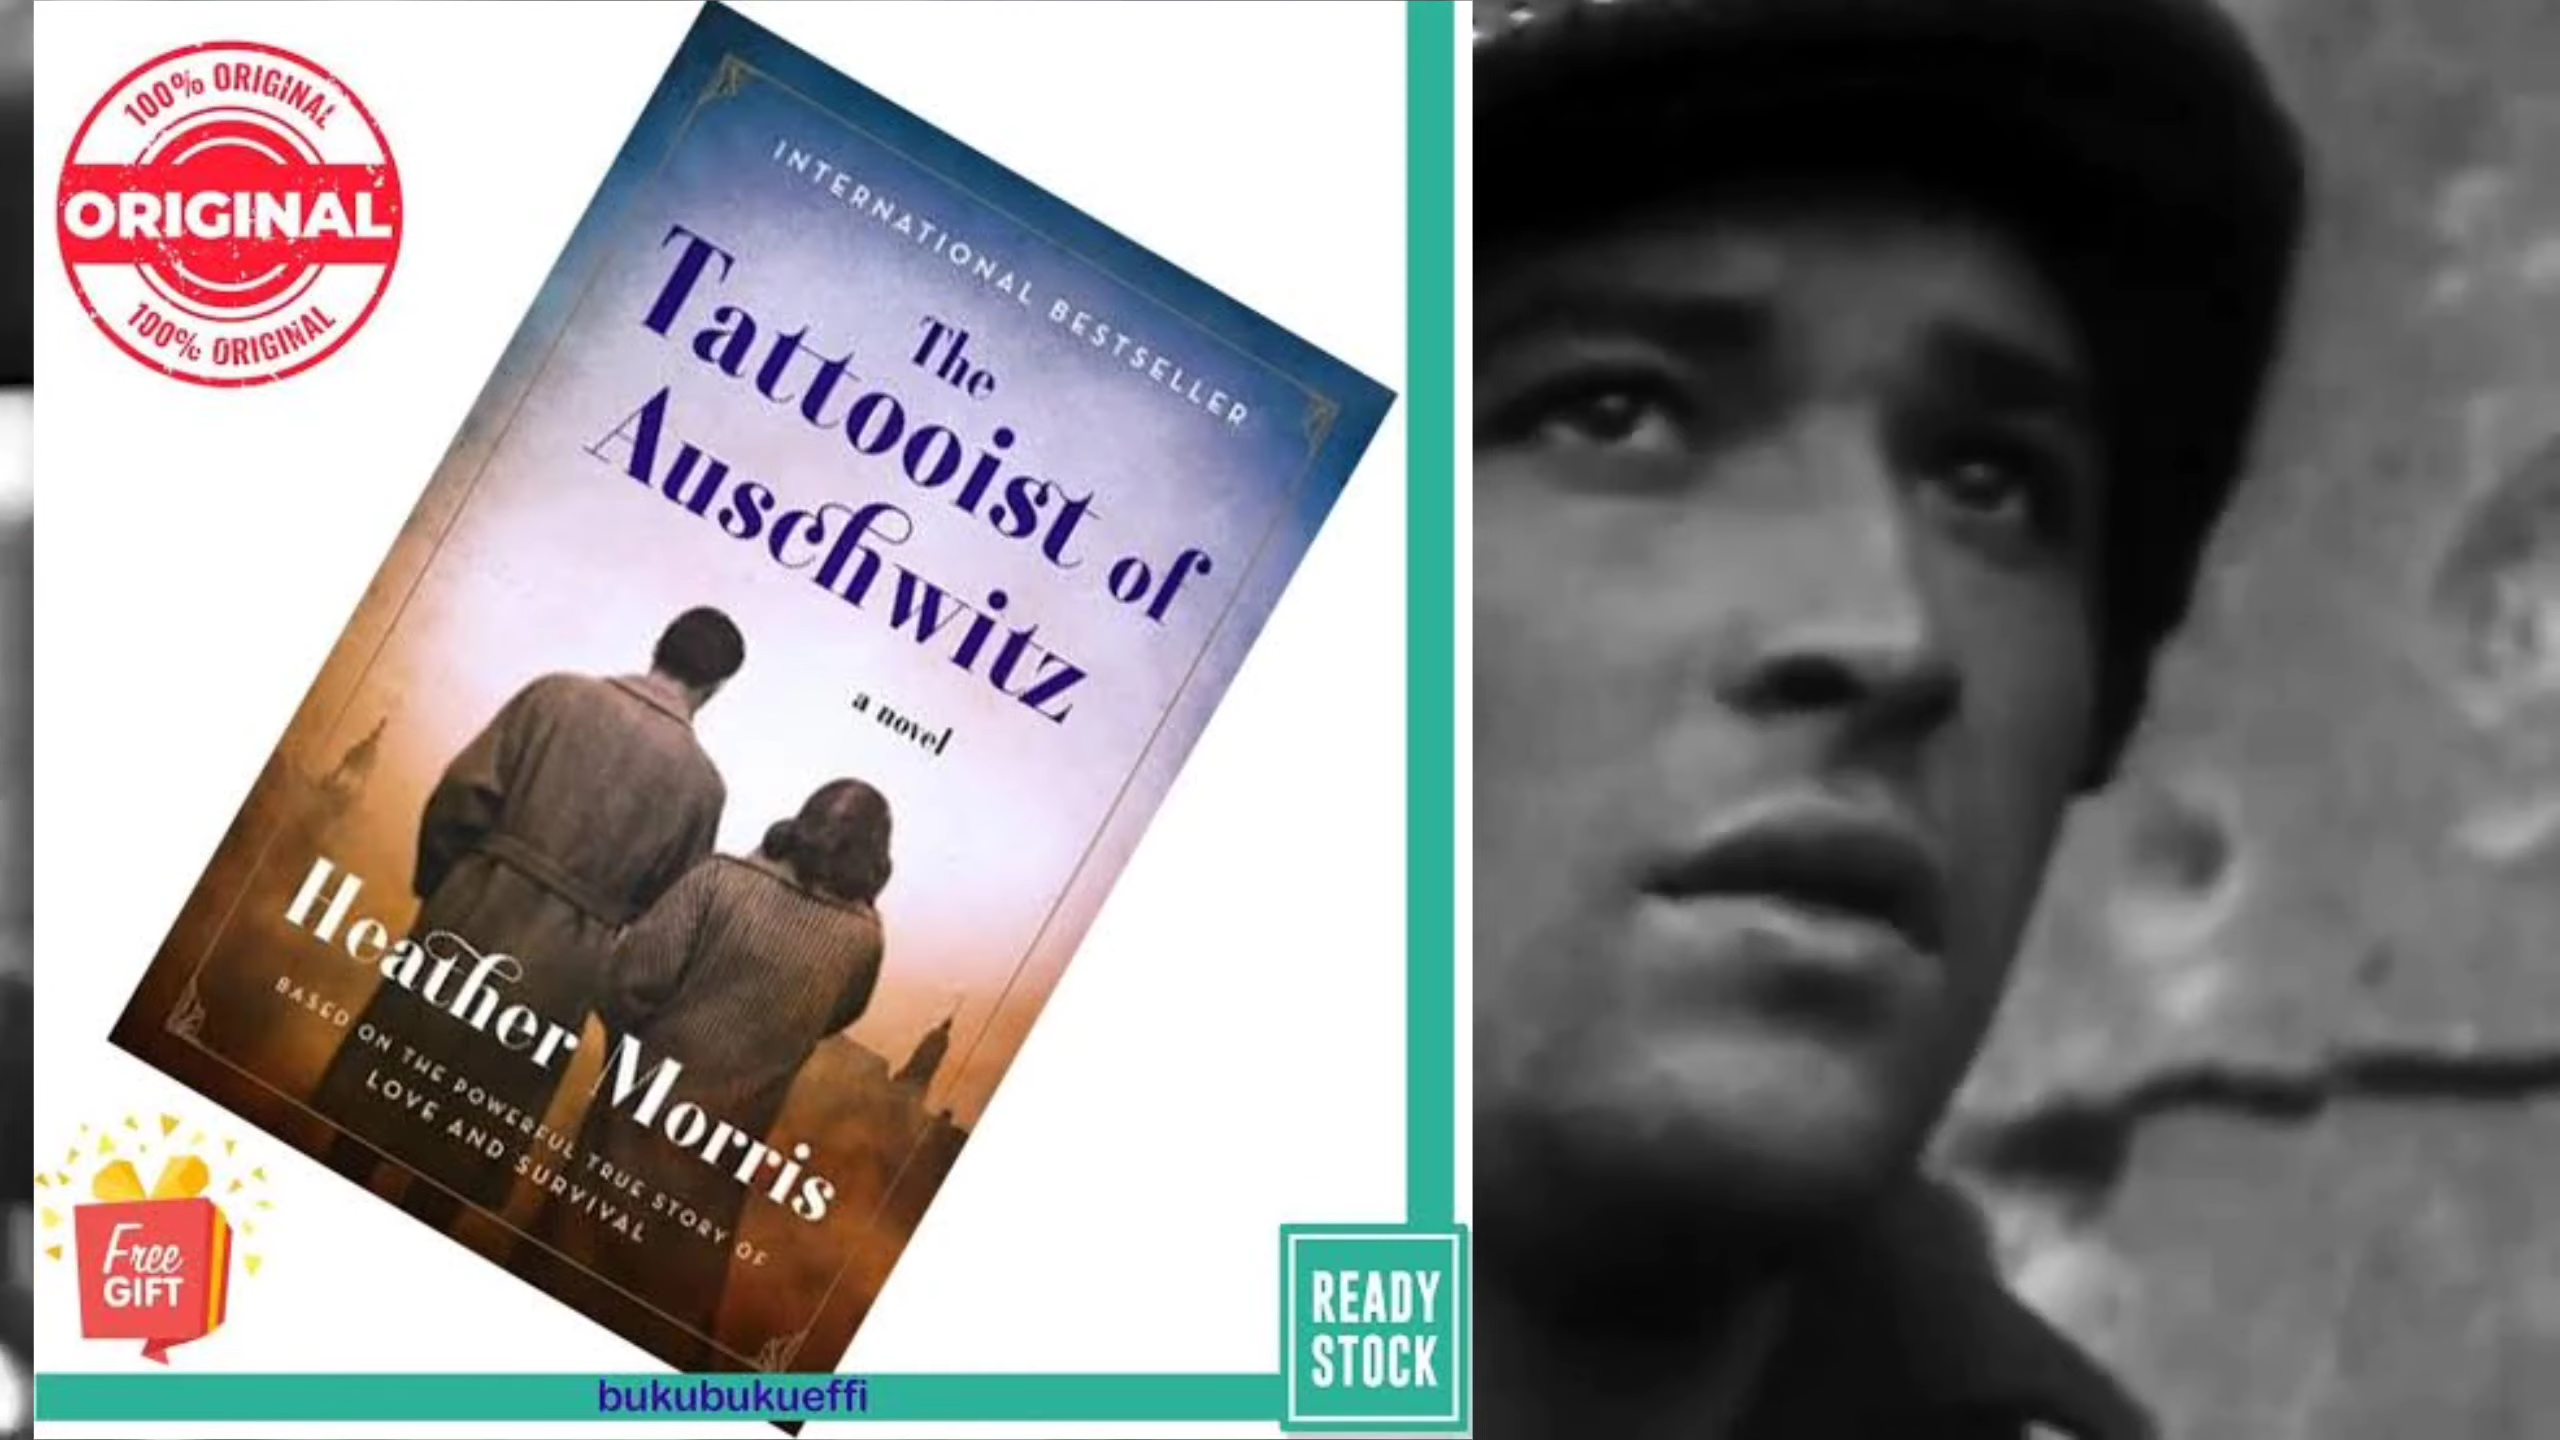 100% ORIGINAL
ORIGINAL
100% ORIGINAL
INTERNATIONAL BESTSELLER
The
Tattooist of
Auschwitz
a novel
Heather Morris
BASED ON THE POWERFUL TRUE STORY OF
LOVE AND SURVIVAL
Free
GIFT
READY
STOCK
bukubukueffi